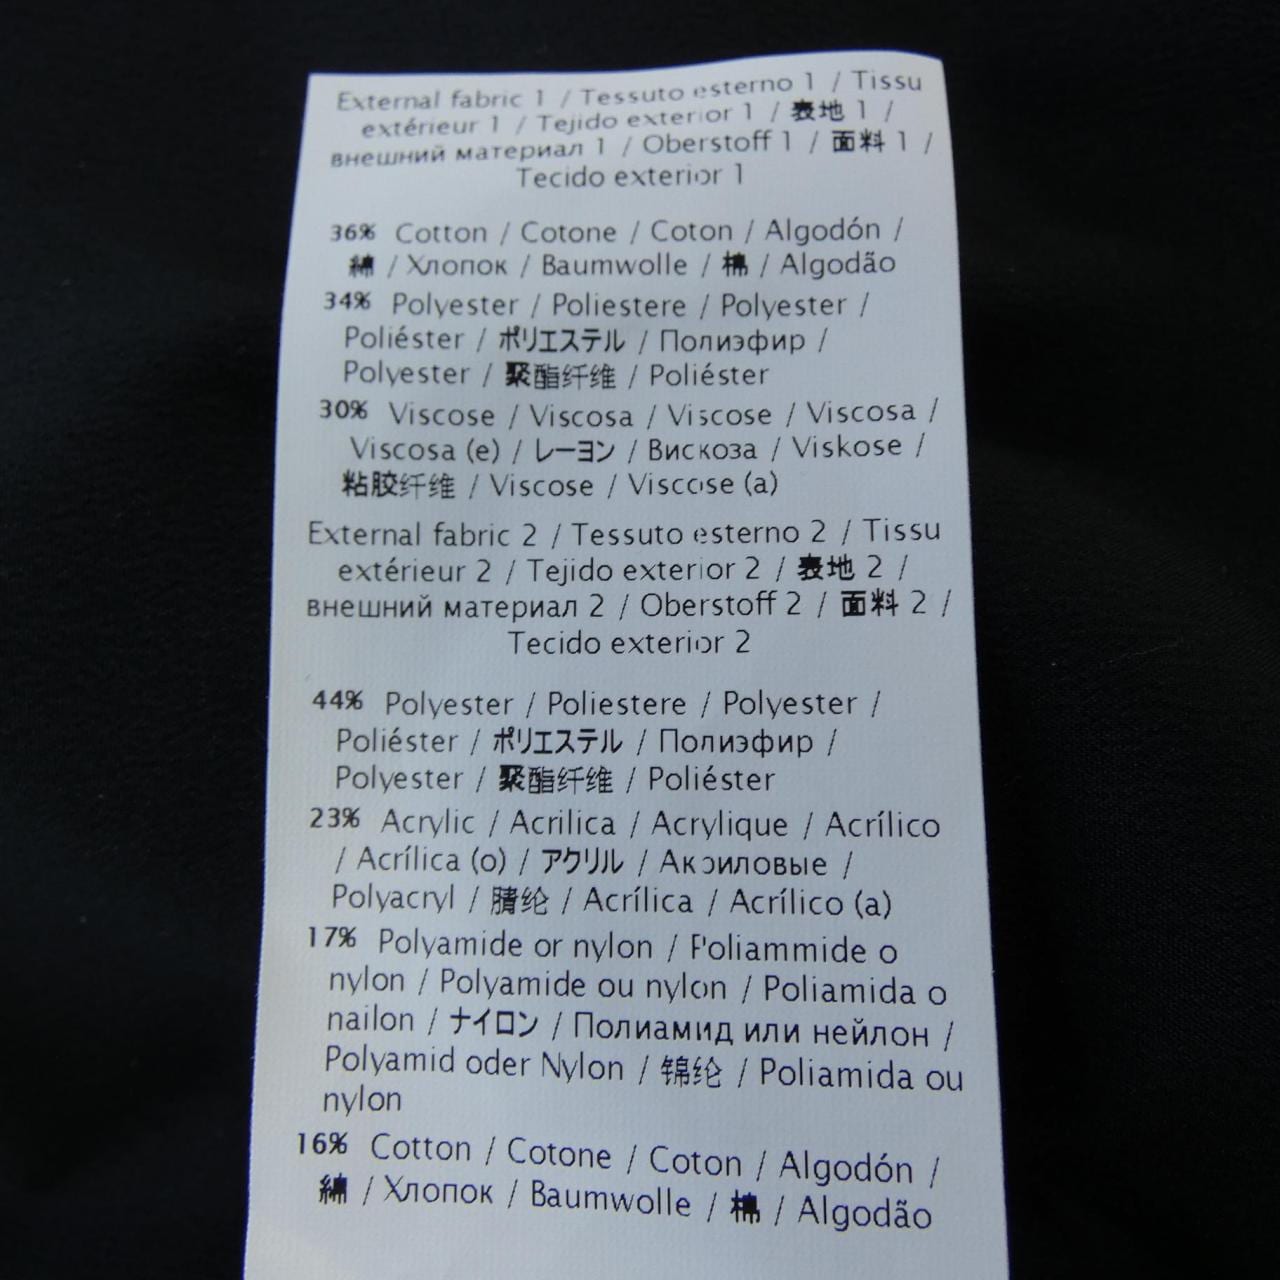 External fabric 1 / Tessuto esterno 1 / Tissu
extérieur 1 / Tejido exterior 1 / 表地 1 /
внешний материал 1 / Oberstoff 1 / 面料 1 /
Tecido exterior 1
36% Cotton / Cotone / Coton / Algodón /
綿 / Хлопок / Baumwolle / 棉 / Algodão
34% Polyester / Poliestere / Polyester /
Poliéster / ポリエステル / Полиэфир /
Polyester / 聚酯纤维 / Poliéster
30% Viscose / Viscosa / Viscose / Viscosa /
Viscosa (e) / レーヨン / Вискоза / Viskose /
粘胶纤维 / Viscose / Viscose (a)
External fabric 2 / Tessuto esterno 2 / Tissu
extérieur 2 / Tejido exterior 2 / 表地 2 /
внешний материал 2 / Oberstoff 2 / 面料 2 /
Tecido exterior 2
44% Polyester / Poliestere / Polyester /
Poliéster / ポリエステル / Полиэфир /
Polyester / 聚酯纤维 / Poliéster
23% Acrylic / Acrilica / Acrylique / Acrílico
/ Acrílica (o) / アクリル / Акриловые /
Polyacryl / 腈纶 / Acrílica / Acrílico (a)
17% Polyamide or nylon / Poliammide o
nylon / Polyamide ou nylon / Poliamida o
nailon / ナイロン / Полиамид или нейлон /
Polyamid oder Nylon / 锦纶 / Poliamida ou
nylon
16% Cotton / Cotone / Coton / Algodón /
綿 / Хлопок / Baumwolle / 棉 / Algodão